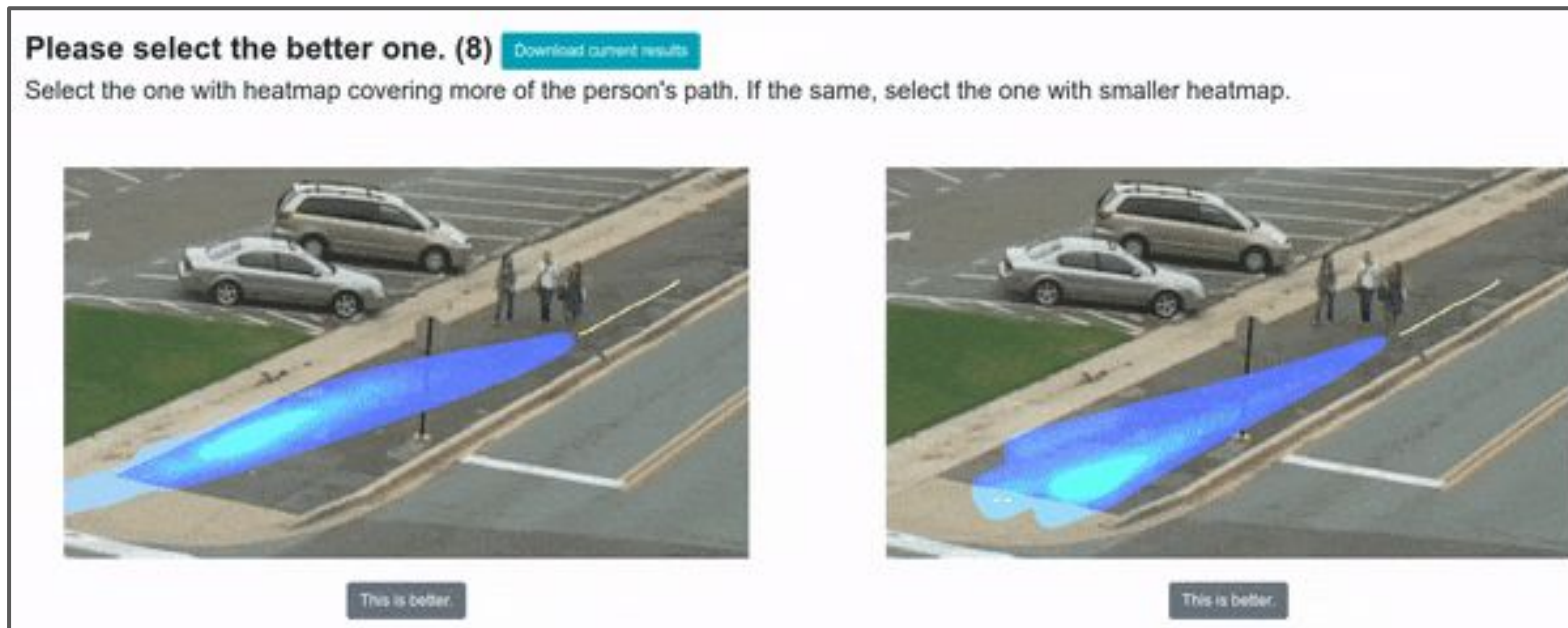 Please select the better one. (8) Download current results
Select the one with heatmap covering more of the person's path. If the same, select the one with smaller heatmap.
This is better. This is better.